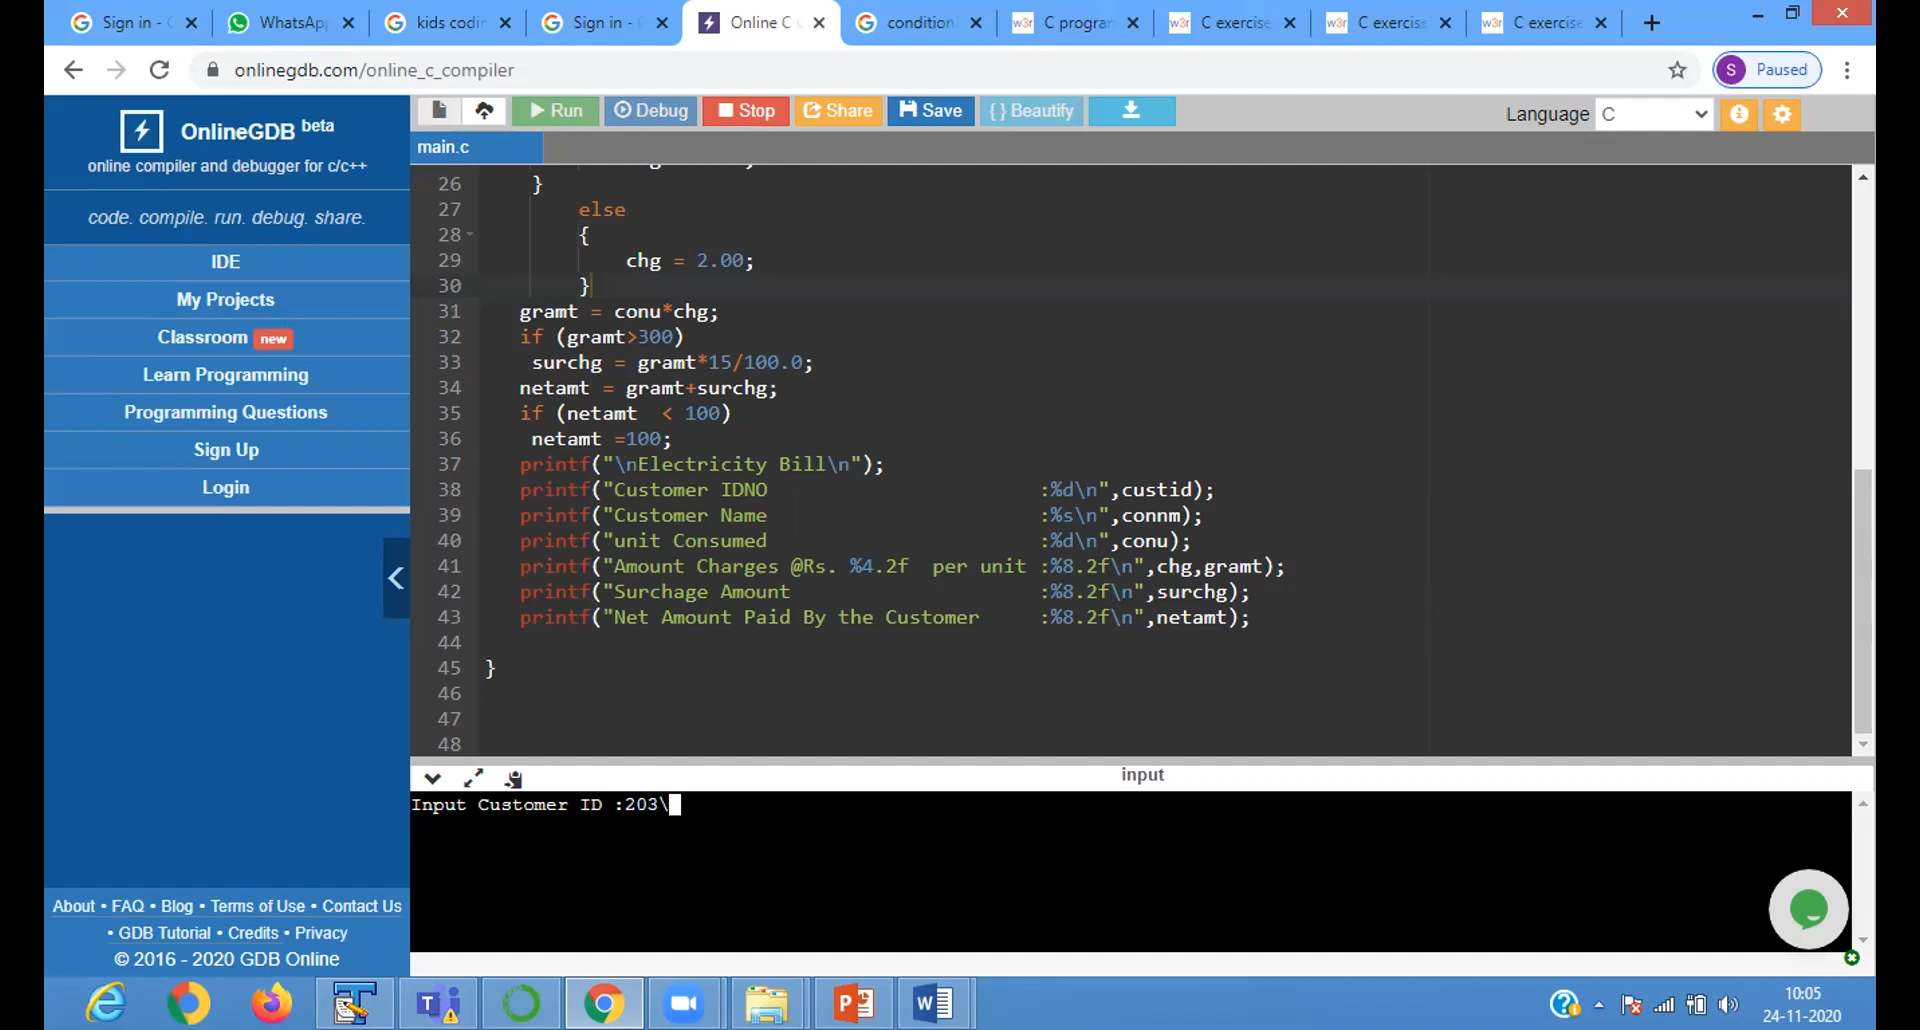 Sign in -
WhatsApp
kids codin
Sign in -
Online C
condition
w3r C program
w3r C exercise
w3r C exercise
w3r C exercise
onlinegdb.com/online_c_compiler
S Paused
OnlineGDB beta
online compiler and debugger for c/c++
code. compile. run. debug. share.
IDE
My Projects
Classroom new
Learn Programming
Programming Questions
Sign Up
Login
About • FAQ • Blog • Terms of Use • Contact Us
• GDB Tutorial • Credits • Privacy
© 2016 - 2020 GDB Online
Run Debug Stop Share Save { } Beautify
Language C
main.c
26 }
27 else
28 {
29 chg = 2.00;
30 }
31 gramt = conu*chg;
32 if (gramt>300)
33 surchg = gramt*15/100.0;
34 netamt = gramt+surchg;
35 if (netamt  < 100)
36 netamt =100;
37 printf("\nElectricity Bill\n");
38 printf("Customer IDNO                       :%d\n",custid);
39 printf("Customer Name                       :%s\n",connm);
40 printf("unit Consumed                       :%d\n",conu);
41 printf("Amount Charges @Rs. %4.2f  per unit :%8.2f\n",chg,gramt);
42 printf("Surchage Amount                     :%8.2f\n",surchg);
43 printf("Net Amount Paid By the Customer     :%8.2f\n",netamt);
44
45 }
46
47
48
input
Input Customer ID :203\
10:05
24-11-2020